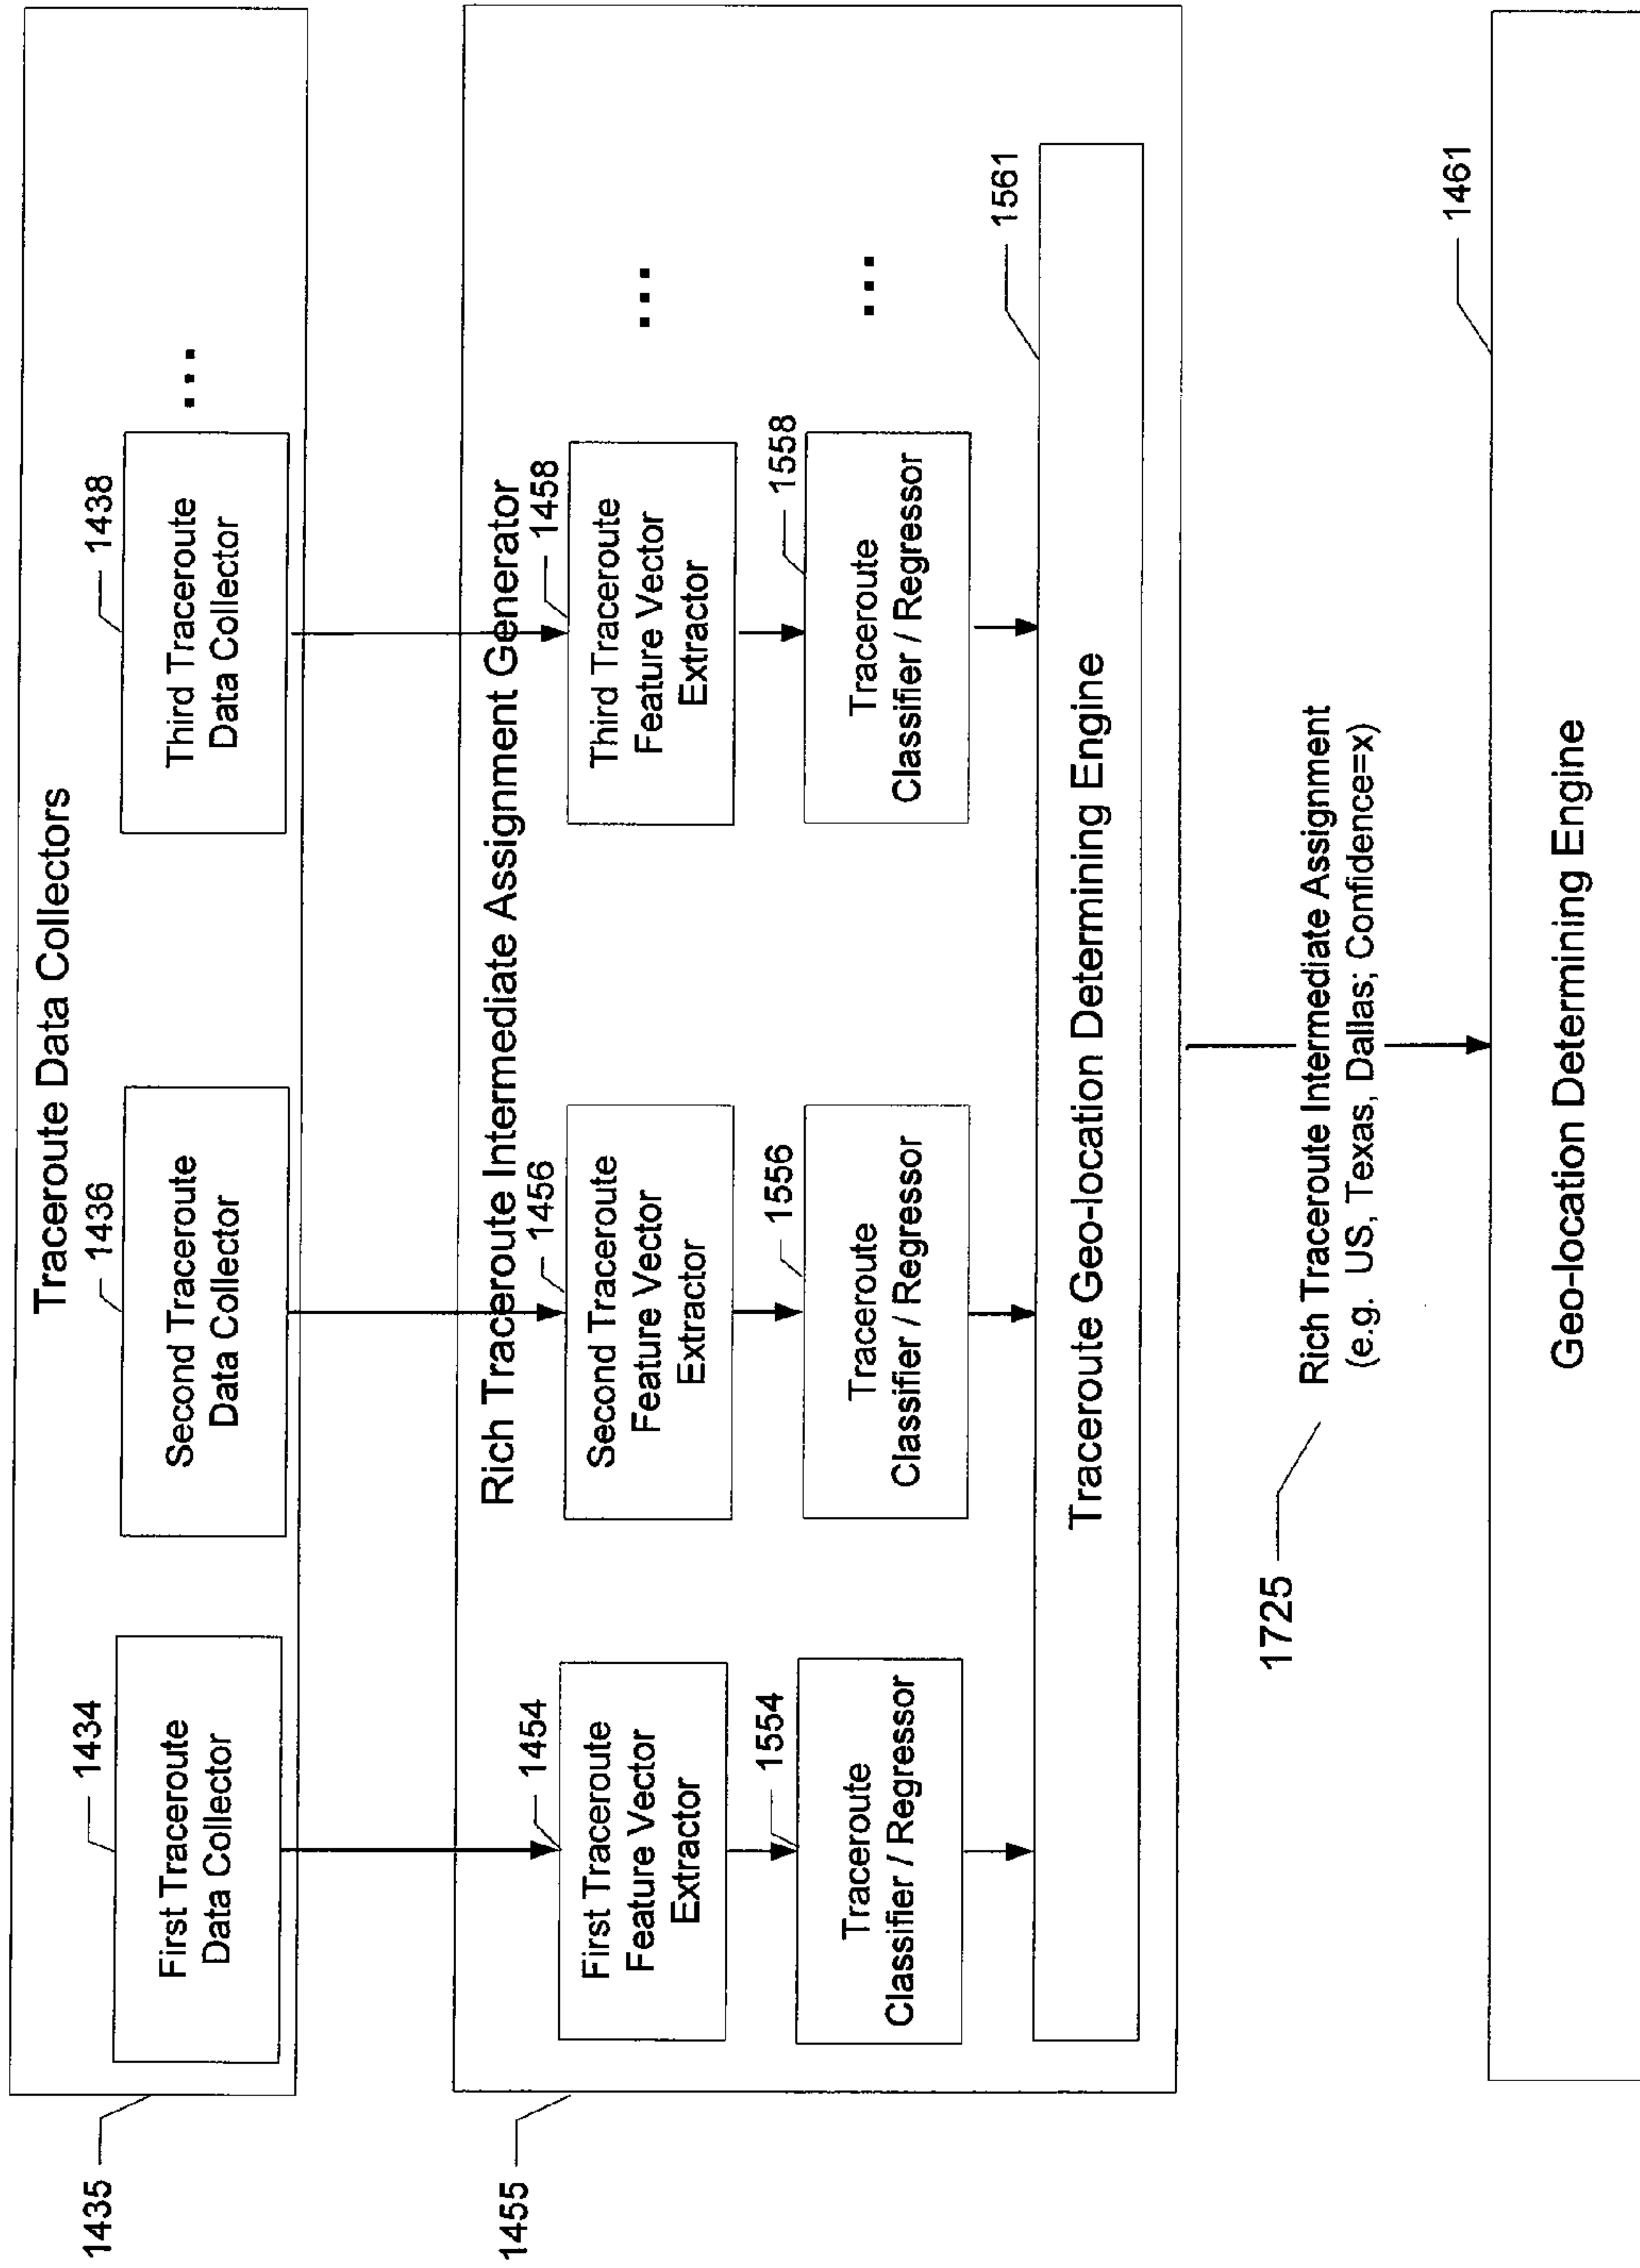 Traceroute Data Collectors
1435
1434
1436
1438
First Traceroute
Data Collector
Second Traceroute
Data Collector
Third Traceroute
Data Collector
...
1455
Rich Traceroute Intermediate Assignment Generator
1454
1456
1458
First Traceroute
Feature Vector
Extractor
Second Traceroute
Feature Vector
Extractor
Third Traceroute
Feature Vector
Extractor
...
1554
1556
1558
Traceroute
Classifier / Regressor
Traceroute
Classifier / Regressor
Traceroute
Classifier / Regressor
...
1561
Traceroute Geo-location Determining Engine
1725
Rich Traceroute Intermediate Assignment
(e.g. US, Texas, Dallas; Confidence=x)
1461
Geo-location Determining Engine